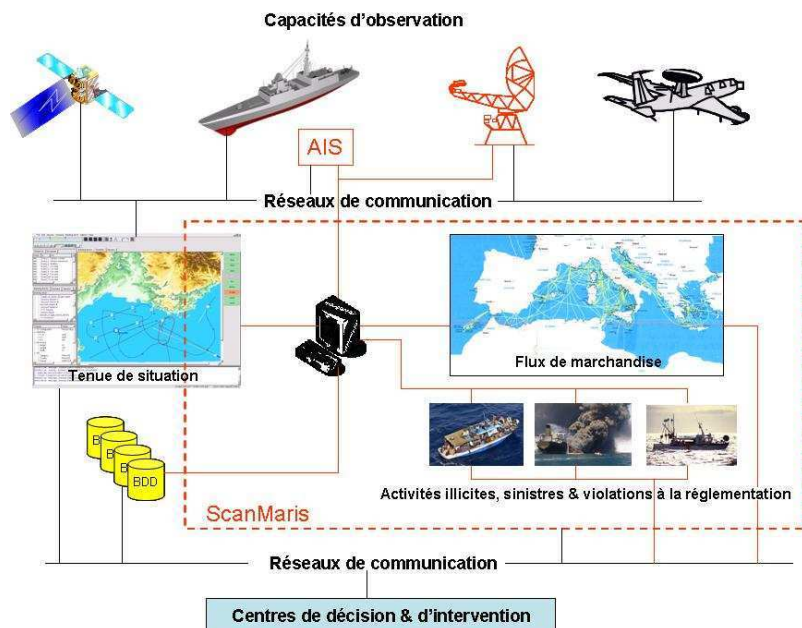 Capacités d'observation
AIS
Réseaux de communication
Tenue de situation
Flux de marchandise
BDD
Activités illicites, sinistres & violations à la réglementation
ScanMaris
Réseaux de communication
Centres de décision & d'intervention